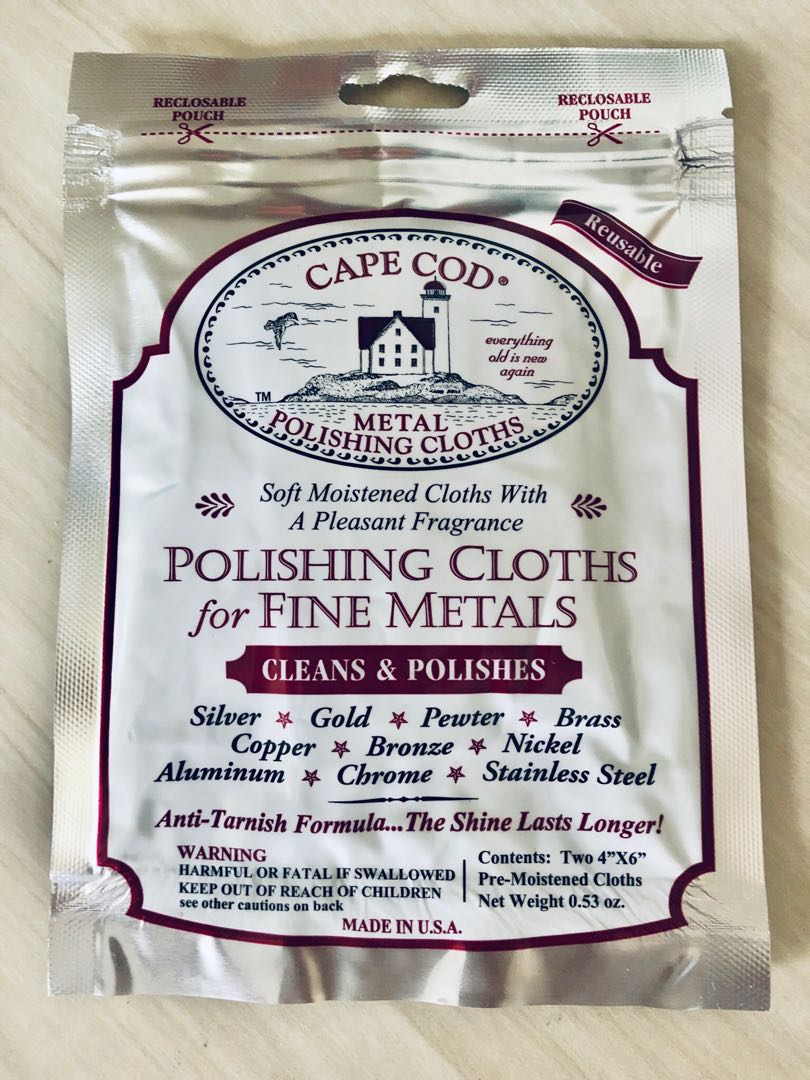 RECLOSABLE
POUCH
RECLOSABLE
POUCH
Reusable
CAPE COD®
everything
old is new
again
TM
METAL
POLISHING CLOTHS
Soft Moistened Cloths With
A Pleasant Fragrance
POLISHING CLOTHS
for FINE METALS
CLEANS & POLISHES
Silver ☆ Gold ☆ Pewter ☆ Brass
Copper ☆ Bronze ☆ Nickel
Aluminum ☆ Chrome ☆ Stainless Steel
Anti-Tarnish Formula...The Shine Lasts Longer!
WARNING
HARMFUL OR FATAL IF SWALLOWED
KEEP OUT OF REACH OF CHILDREN
see other cautions on back
Contents: Two 4"X6"
Pre-Moistened Cloths
Net Weight 0.53 oz.
MADE IN U.S.A.